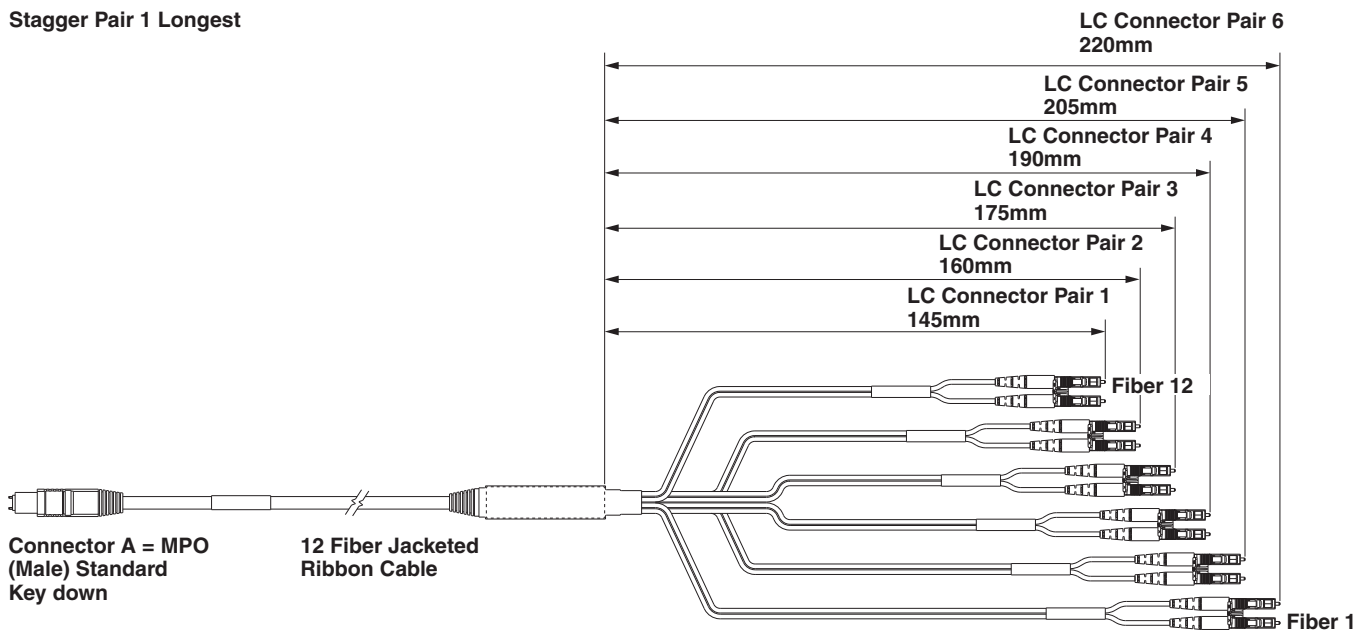 Stagger Pair 1 Longest
LC Connector Pair 6
220mm
LC Connector Pair 5
205mm
LC Connector Pair 4
190mm
LC Connector Pair 3
175mm
LC Connector Pair 2
160mm
LC Connector Pair 1
145mm
Fiber 12
Connector A = MPO
(Male) Standard
Key down
12 Fiber Jacketed
Ribbon Cable
Fiber 1